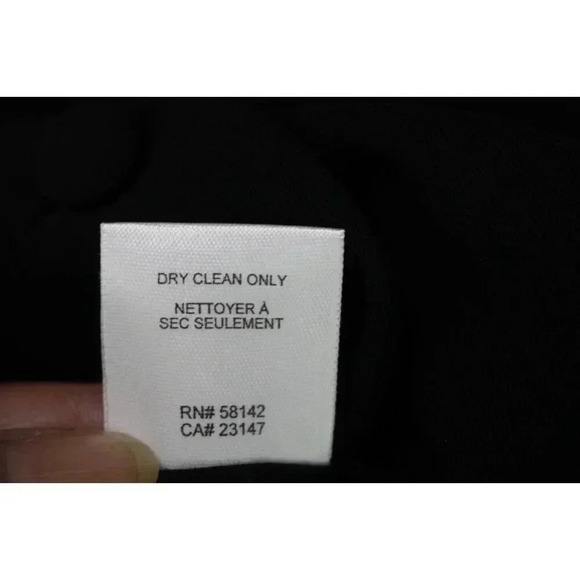 DRY CLEAN ONLY
NETTOYER À
SEC SEULEMENT
RN# 58142
CA# 23147